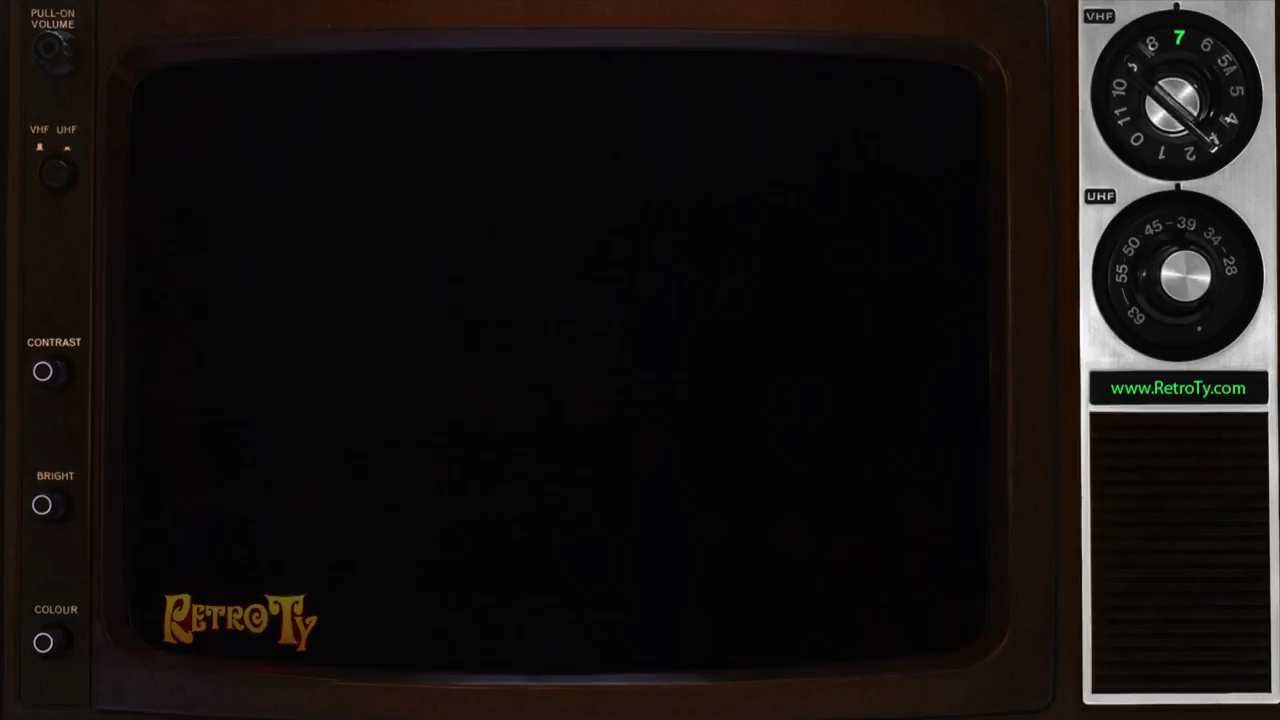 PULL-ON
VOLUME
VHF UHF
CONTRAST
BRIGHT
COLOUR
RETROTY
VHF
7
6
5A
5
4
2
1
0
11
10
8
UHF
63
55
50
45
39
34
28
www.RetroTy.com